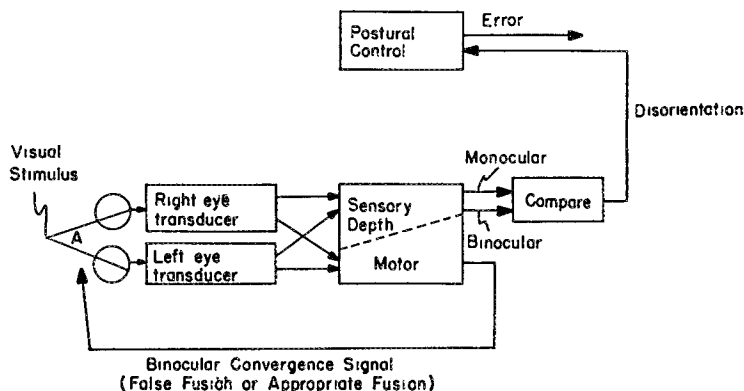 Postural
Control
Error
Disorientation
Visual
Stimulus
A
Right eye
transducer
Left eye
transducer
Sensory
Depth
Motor
Monocular
Binocular
Compare
Binocular Convergence Signal
(False Fusion or Appropriate Fusion)